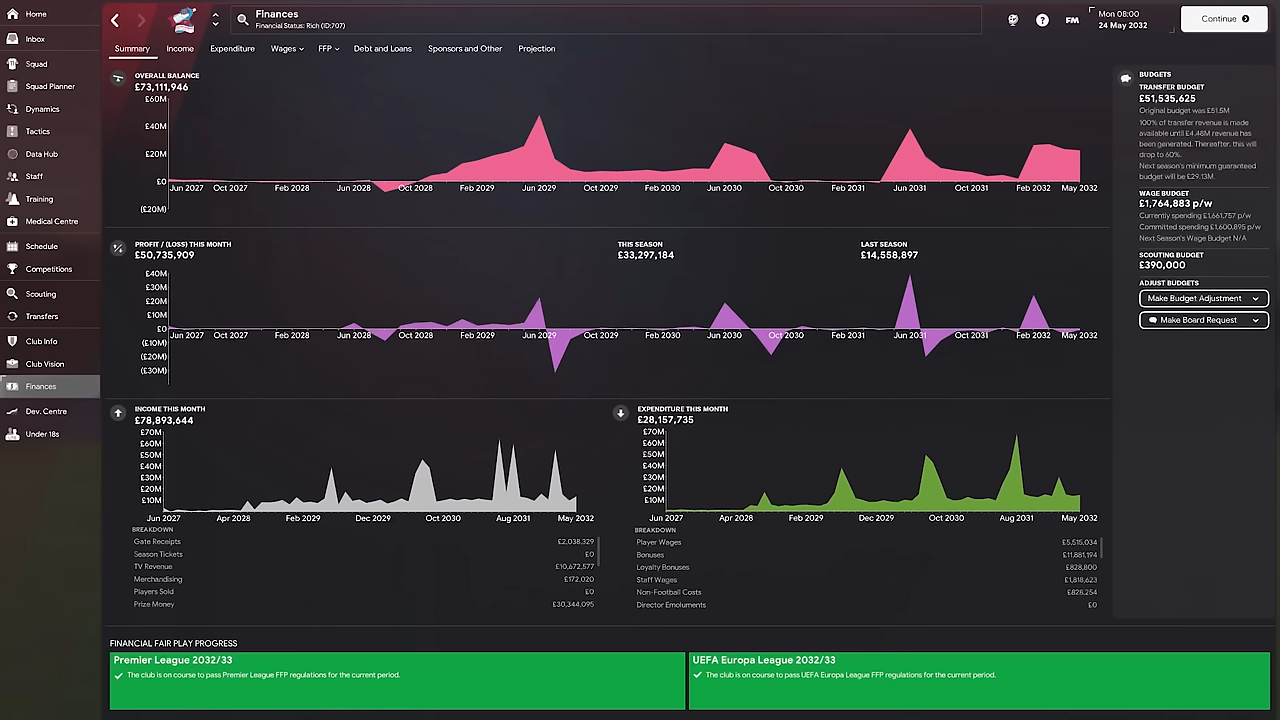 Home
Inbox
Squad
Squad Planner
Dynamics
Tactics
Data Hub
Staff
Training
Medical Centre
Schedule
Competitions
Scouting
Transfers
Club Info
Club Vision
Finances
Dev. Centre
Under 18s
Finances
Financial Status: Rich (ID:707)
?
FM
Mon 08:00
24 May 2032
Continue
Summary Income Expenditure Wages FFP Debt and Loans Sponsors and Other Projection
OVERALL BALANCE
£73,111,946
£60M
£40M
£20M
£0
(£20M)
Jun 2027 Oct 2027 Feb 2028 Jun 2028 Oct 2028 Feb 2029 Jun 2029 Oct 2029 Feb 2030 Jun 2030 Oct 2030 Feb 2031 Jun 2031 Oct 2031 Feb 2032 May 2032
PROFIT / (LOSS) THIS MONTH
£50,735,909
THIS SEASON
£33,297,184
LAST SEASON
£14,558,897
£40M
£30M
£20M
£10M
£0
(£10M)
(£20M)
(£30M)
Jun 2027 Oct 2027 Feb 2028 Jun 2028 Oct 2028 Feb 2029 Jun 2029 Oct 2029 Feb 2030 Jun 2030 Oct 2030 Feb 2031 Jun 2031 Oct 2031 Feb 2032 May 2032
INCOME THIS MONTH
£78,893,644
£70M
£60M
£50M
£40M
£30M
£20M
£10M
Jun 2027 Apr 2028 Feb 2029 Dec 2029 Oct 2030 Aug 2031 May 2032
BREAKDOWN
Gate Receipts £2,038,329
Season Tickets £0
TV Revenue £10,672,577
Merchandising £172,020
Players Sold £0
Prize Money £30,344,095
EXPENDITURE THIS MONTH
£28,157,735
£70M
£60M
£50M
£40M
£30M
£20M
£10M
Jun 2027 Apr 2028 Feb 2029 Dec 2029 Oct 2030 Aug 2031 May 2032
BREAKDOWN
Player Wages £5,515,034
Bonuses £11,881,194
Loyalty Bonuses £828,800
Staff Wages £1,818,623
Non-Football Costs £828,254
Director Emoluments £0
BUDGETS
TRANSFER BUDGET
£51,535,625
Original budget was £51.5M
100% of transfer revenue is made
available until £4.48M revenue has
been generated. Thereafter, this will
drop to 60%.
Next season's minimum guaranteed
budget will be £29.13M.
WAGE BUDGET
£1,764,883 p/w
Currently spending £1,661,757 p/w
Committed spending £1,600,895 p/w
Next Season's Wage Budget N/A
SCOUTING BUDGET
£390,000
ADJUST BUDGETS
Make Budget Adjustment
Make Board Request
FINANCIAL FAIR PLAY PROGRESS
Premier League 2032/33
The club is on course to pass Premier League FFP regulations for the current period.
UEFA Europa League 2032/33
The club is on course to pass UEFA Europa League FFP regulations for the current period.